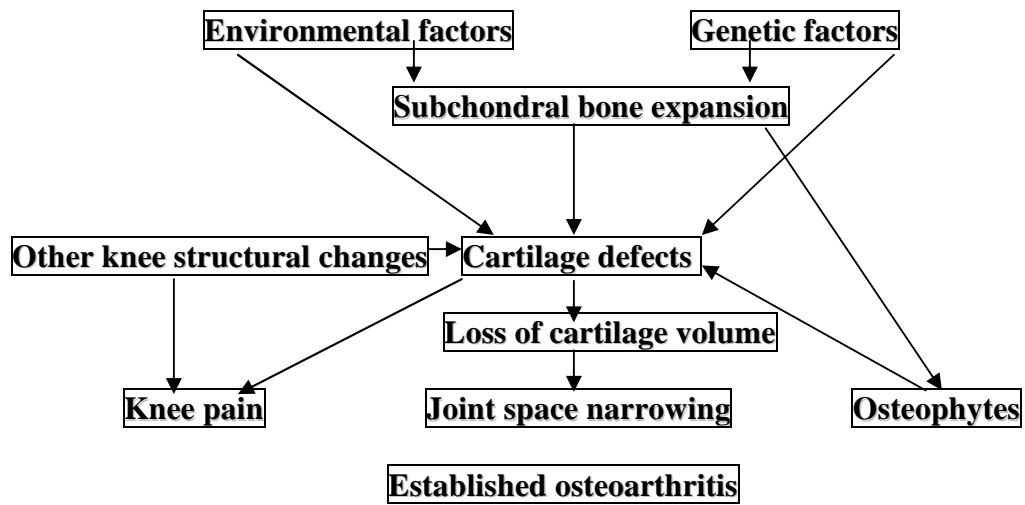 Environmental factors
Genetic factors
Subchondral bone expansion
Other knee structural changes
Cartilage defects
Loss of cartilage volume
Knee pain
Joint space narrowing
Osteophytes
Established osteoarthritis